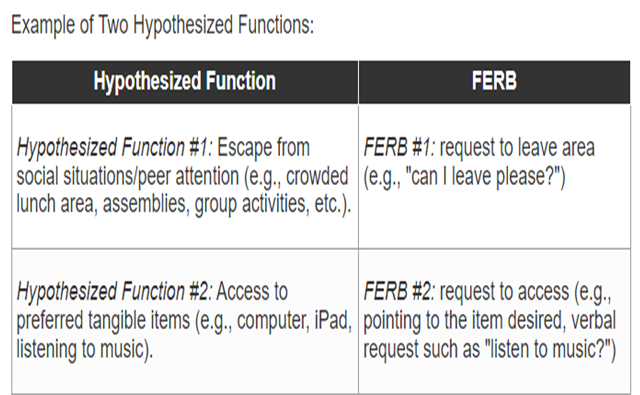 Example of Two Hypothesized Functions:
Hypothesized Function
FERB
Hypothesized Function #1: Escape from
social situations/peer attention (e.g., crowded
lunch area, assemblies, group activities, etc.).
FERB #1: request to leave area
(e.g., "can I leave please?")
Hypothesized Function #2: Access to
preferred tangible items (e.g., computer, iPad,
listening to music).
FERB #2: request to access (e.g.,
pointing to the item desired, verbal
request such as "listen to music?")